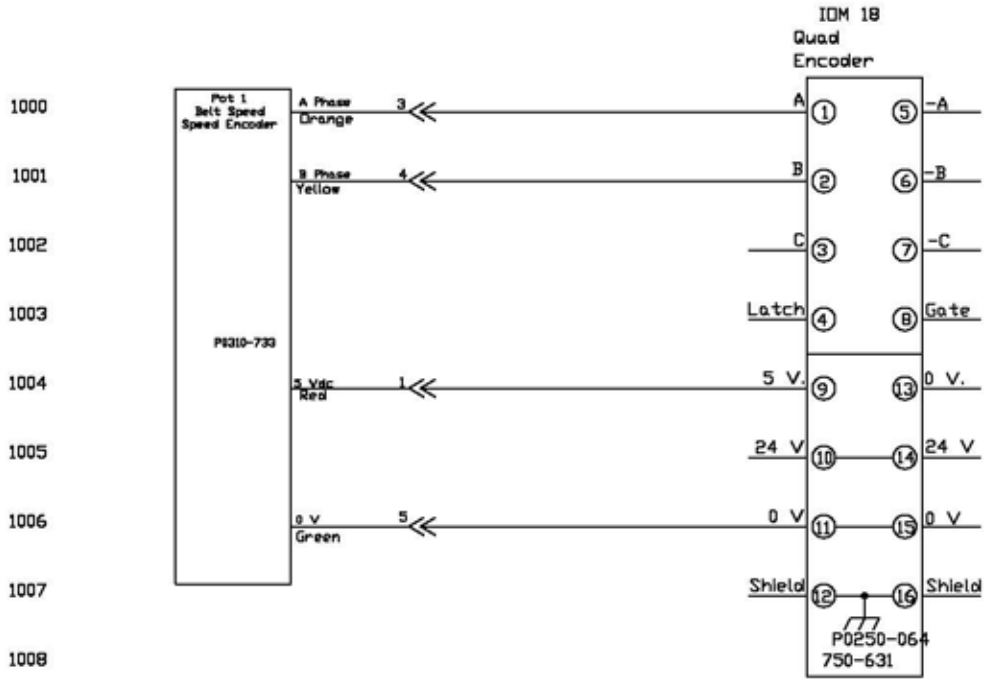 IOM 18
Quad
Encoder
1000
Pot 1
Belt Speed
Speed Encoder
A Phase
Orange
3
A
1
5
-A
1001
B Phase
Yellow
4
B
2
6
-B
1002
C
3
7
-C
1003
Latch
4
8
Gate
P0310-733
1004
5 Vdc
Red
1
5 V.
9
13
0 V.
1005
24 V
10
14
24 V
1006
0 V
Green
5
0 V
11
15
0 V
1007
Shield
12
16
Shield
P0250-064
750-631
1008